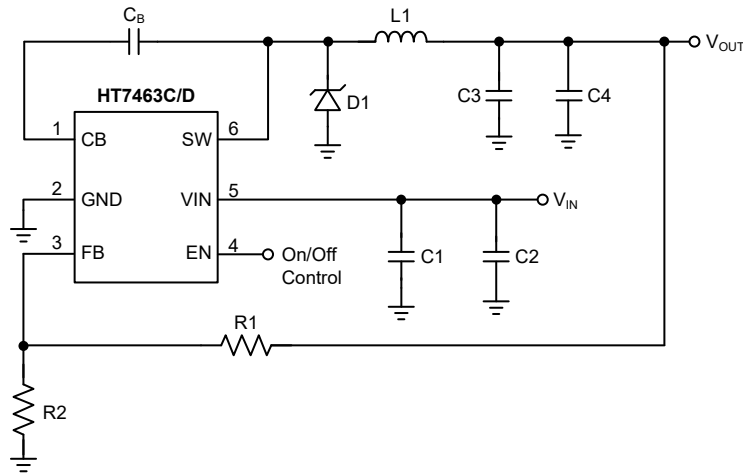 CB
L1
VOUT
HT7463C/D
D1
C3
C4
1
CB
SW
6
2
GND
VIN
5
VIN
3
FB
EN
4
On/Off
Control
C1
C2
R1
R2